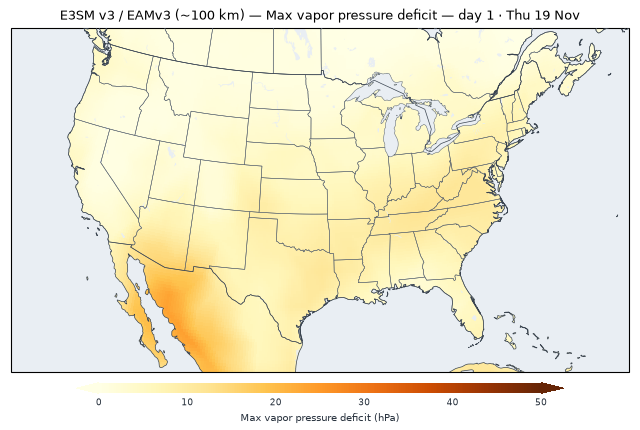 E3SM v3 / EAMv3 (~100 km) — Max vapor pressure deficit — day 1 · Thu 19 Nov
0 10 20 30 40 50
Max vapor pressure deficit (hPa)